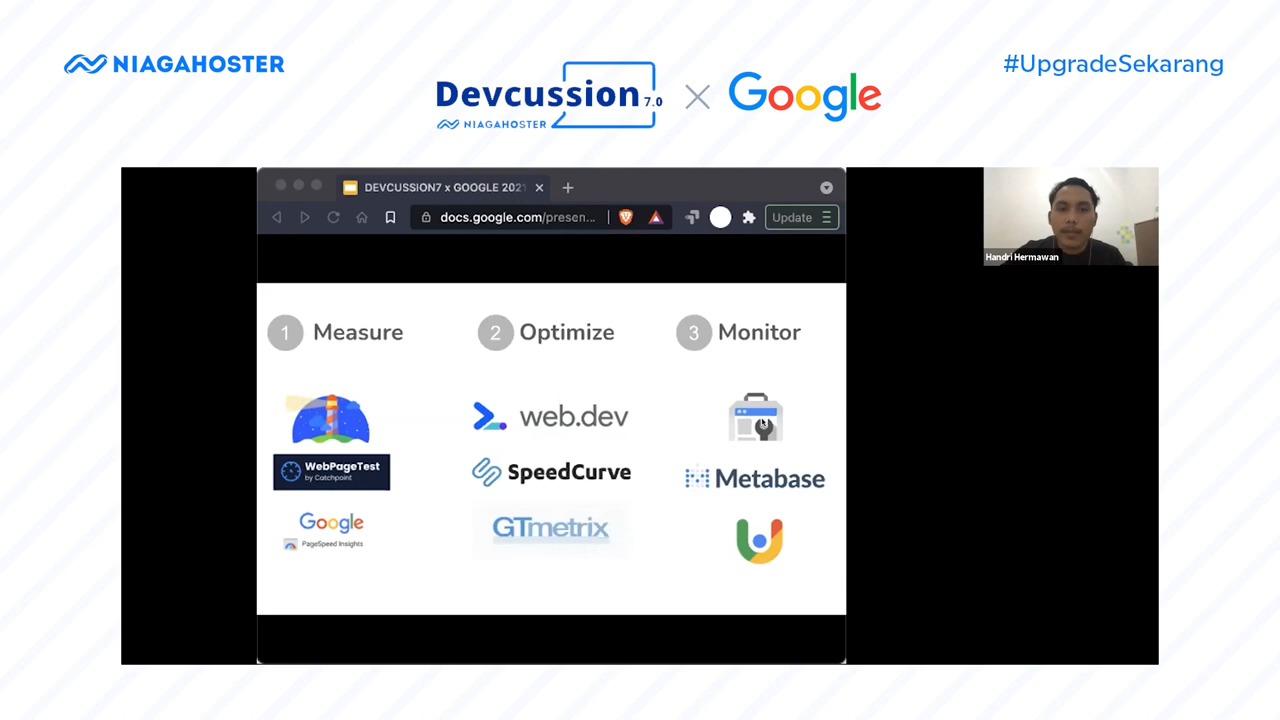 NIAGAHOSTER
Devcussion 7.0
NIAGAHOSTER
Google
#UpgradeSekarang
DEVCUSSION7 x GOOGLE 2021
docs.google.com/presen...
Update
Handri Hermawan
1 Measure
2 Optimize
3 Monitor
WebPageTest
by Catchpoint
Google
PageSpeed Insights
web.dev
SpeedCurve
GTmetrix
Metabase